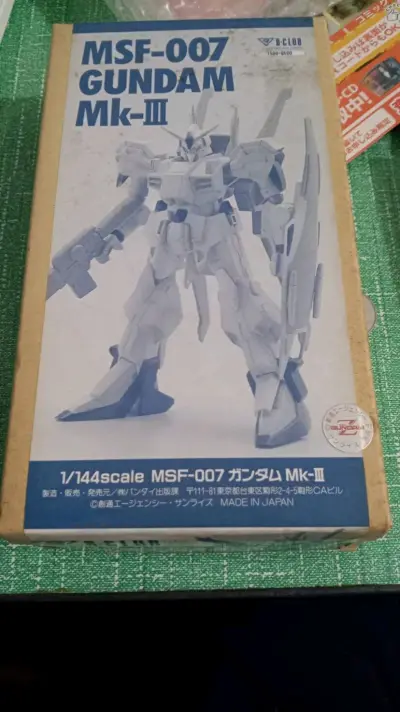 MSF-007
GUNDAM
Mk-III
B-CLUB
1/144scale MSF-007 ガンダム Mk-III
製造・販売・発売元/㈱バンダイ出版課 〒111-81東京都台東区駒形2-4-5駒形CAビル
©創通エージェンシー・サンライズ MADE IN JAPAN
B-CLUB